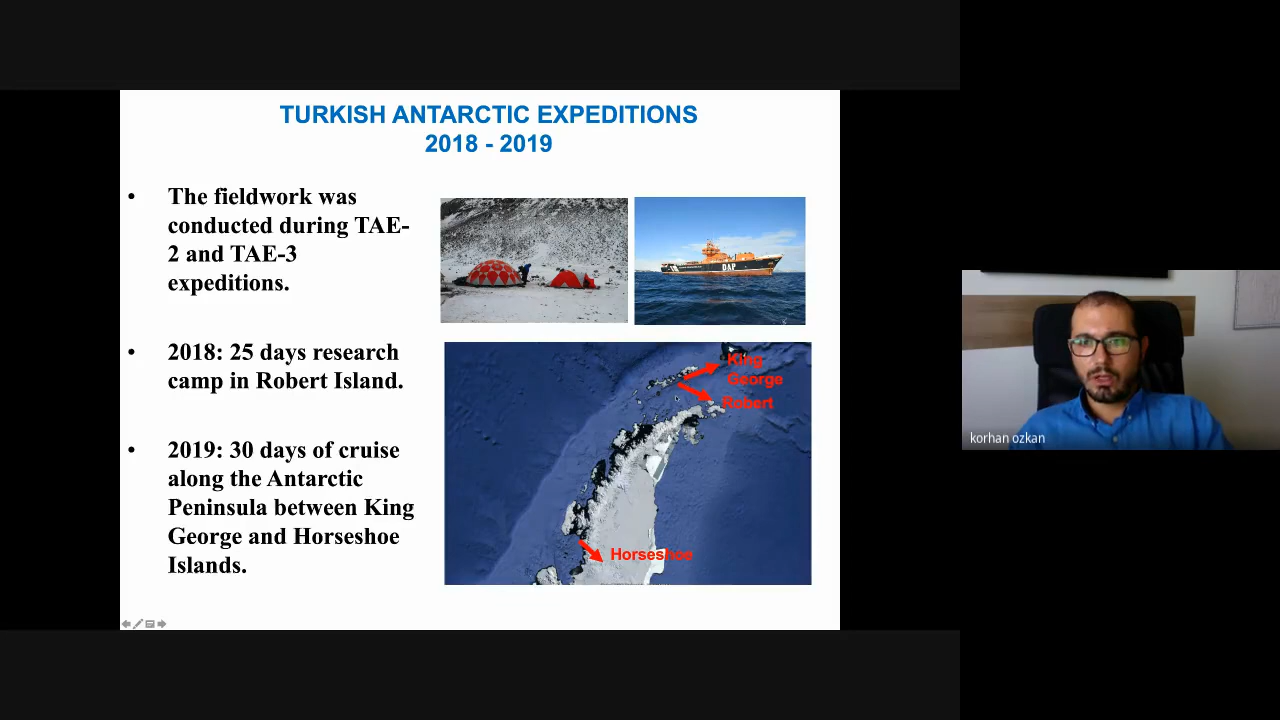 TURKISH ANTARCTIC EXPEDITIONS
2018 - 2019
• The fieldwork was
conducted during TAE-
2 and TAE-3
expeditions.
• 2018: 25 days research
camp in Robert Island.
• 2019: 30 days of cruise
along the Antarctic
Peninsula between King
George and Horseshoe
Islands.
DAP
King
George
Robert
Horseshoe
korhan ozkan